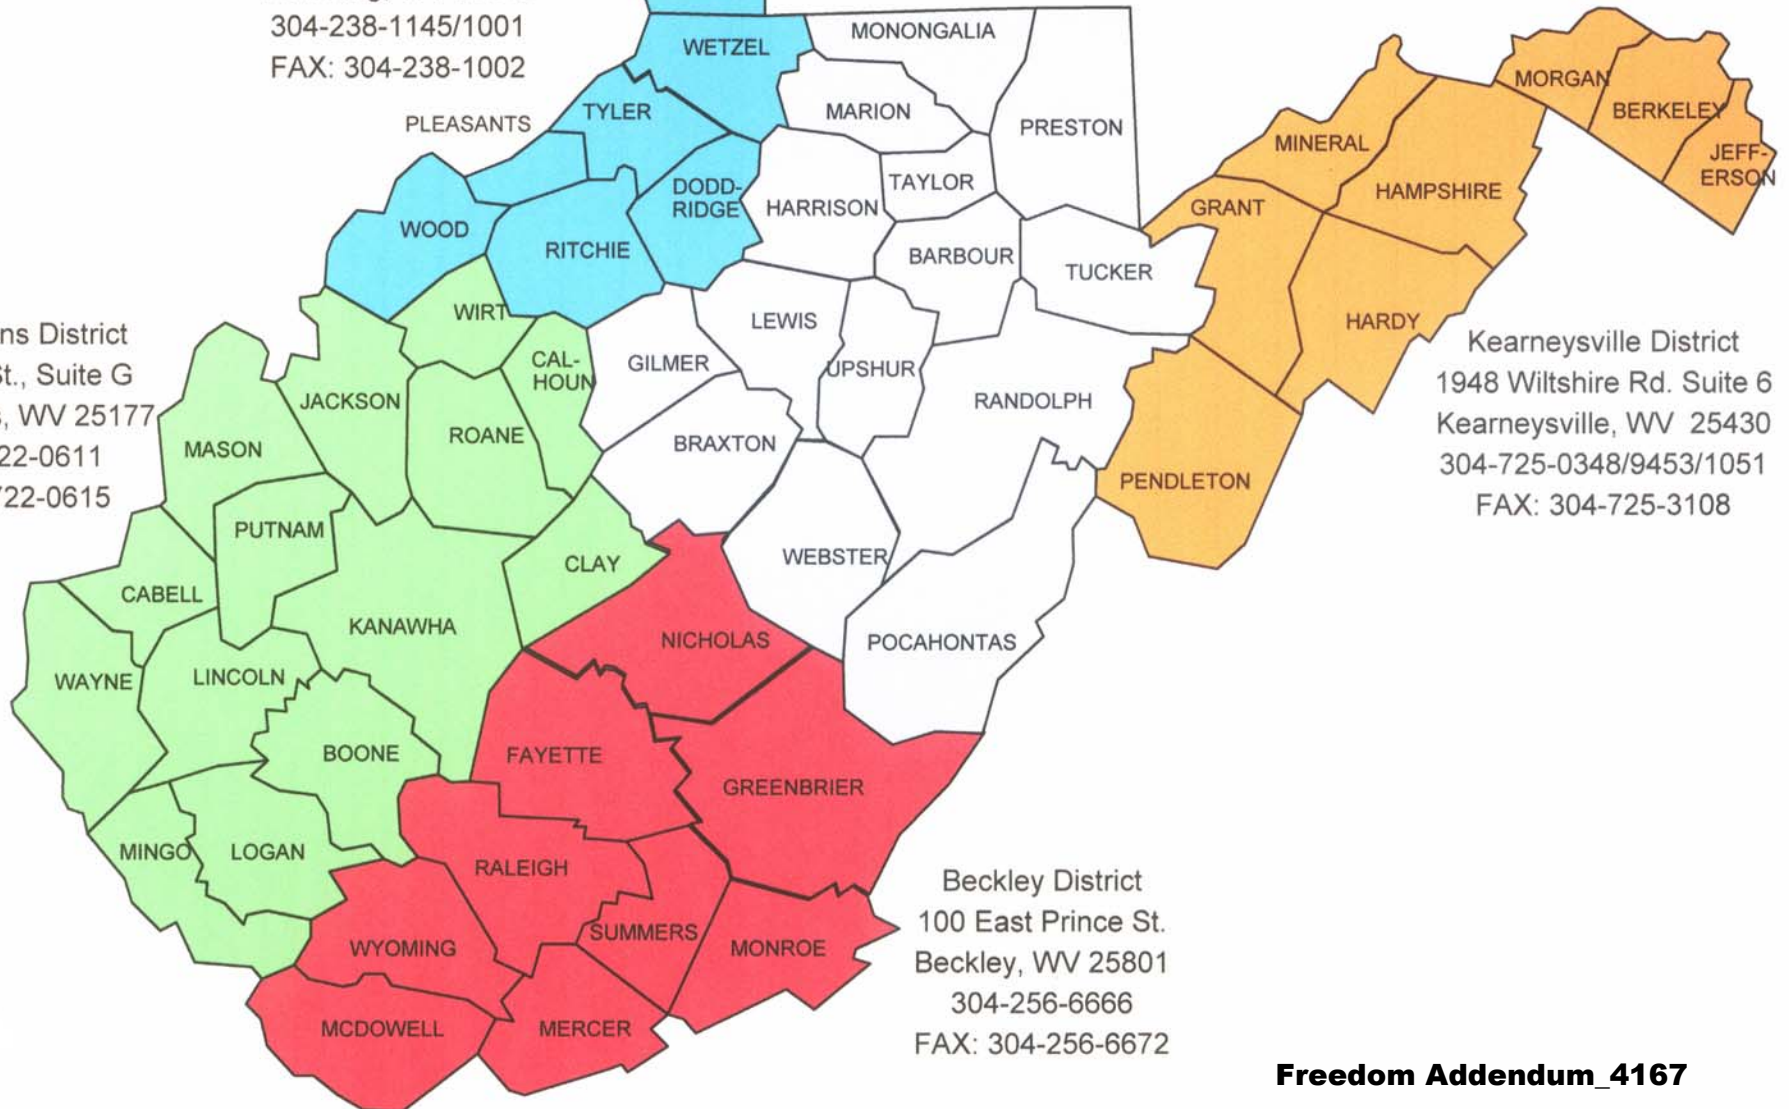 304-238-1145/1001
FAX: 304-238-1002
WETZEL
MONONGALIA
MORGAN
BERKELEY
PLEASANTS
TYLER
MARION
PRESTON
MINERAL
JEFF-
ERSON
DODD-
RIDGE
HARRISON
TAYLOR
GRANT
HAMPSHIRE
WOOD
RITCHIE
BARBOUR
TUCKER
WIRT
LEWIS
HARDY
ns District
St., Suite G
, WV 25177
22-0611
722-0615
CAL-
HOUN
GILMER
UPSHUR
RANDOLPH
Kearneysville District
1948 Wiltshire Rd. Suite 6
Kearneysville, WV 25430
304-725-0348/9453/1051
FAX: 304-725-3108
JACKSON
ROANE
MASON
BRAXTON
PENDLETON
PUTNAM
CLAY
WEBSTER
CABELL
KANAWHA
NICHOLAS
POCAHONTAS
WAYNE
LINCOLN
BOONE
FAYETTE
GREENBRIER
MINGO
LOGAN
RALEIGH
SUMMERS
WYOMING
MONROE
Beckley District
100 East Prince St.
Beckley, WV 25801
304-256-6666
FAX: 304-256-6672
MCDOWELL
MERCER
Freedom Addendum_4167